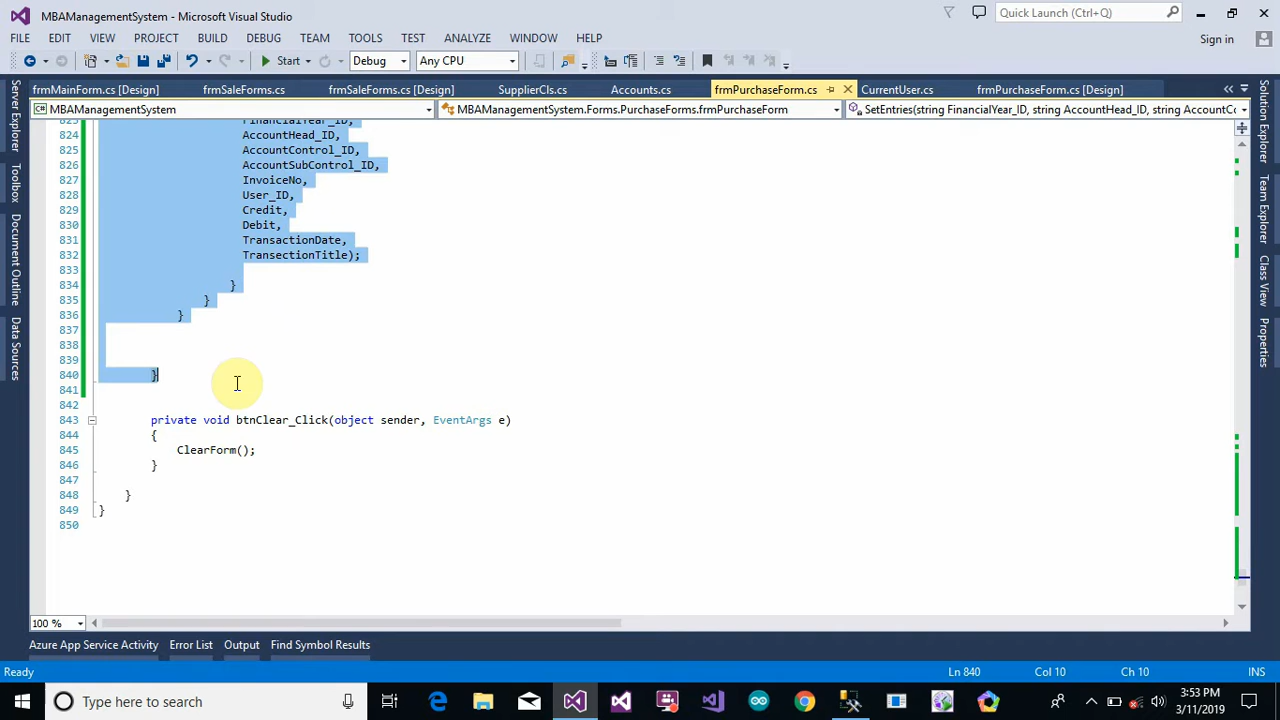 MBAManagementSystem - Microsoft Visual Studio
Quick Launch (Ctrl+Q)
FILE EDIT VIEW PROJECT BUILD DEBUG TEAM TOOLS TEST ANALYZE WINDOW HELP
Sign in
Start Debug Any CPU
frmMainForm.cs [Design] frmSaleForms.cs frmSaleForms.cs [Design] SupplierCls.cs Accounts.cs frmPurchaseForm.cs CurrentUser.cs frmPurchaseForm.cs [Design]
MBAManagementSystem MBAManagementSystem.Forms.PurchaseForms.frmPurchaseForm SetEntries(string FinancialYear_ID, string AccountHead_ID, string AccountCo
Server Explorer
Toolbox
Document Outline
Data Sources
823 FinancialYear_ID,
824 AccountHead_ID,
825 AccountControl_ID,
826 AccountSubControl_ID,
827 InvoiceNo,
828 User_ID,
829 Credit,
830 Debit,
831 TransactionDate,
832 TransectionTitle);
833
834 }
835 }
836 }
837
838
839
840 }
841
842
843 private void btnClear_Click(object sender, EventArgs e)
844 {
845 ClearForm();
846 }
847
848 }
849 }
850
Solution Explorer
Team Explorer
Class View
Properties
100 %
Azure App Service Activity Error List Output Find Symbol Results
Ready Ln 840 Col 10 Ch 10 INS
Type here to search
3:53 PM
3/11/2019